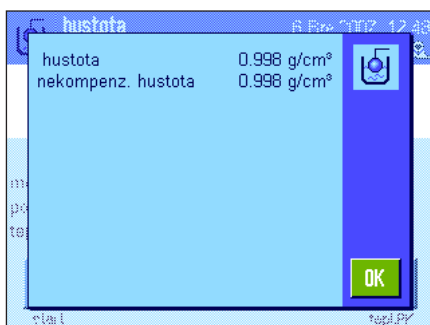 hustota
hustota 0.998 g/cm³
nekompenz. hustota 0.998 g/cm³
OK
start